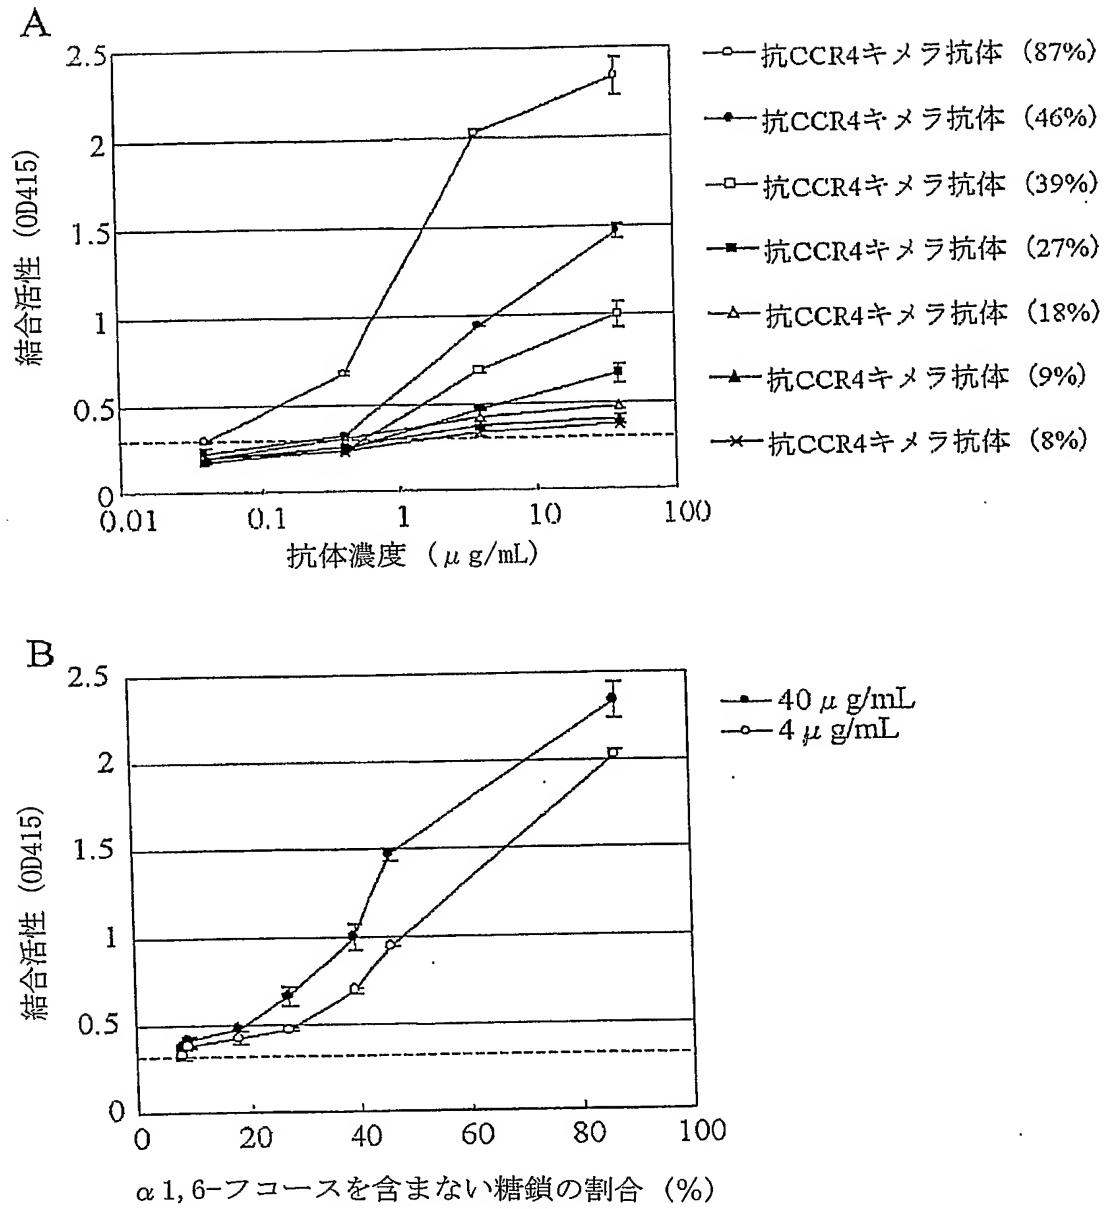 A
2.5
2
1.5
1
0.5
0
0.01 0.1 1 10 100
結合活性 (OD415)
抗体濃度 (μg/mL)
抗CCR4キメラ抗体 (87%)
抗CCR4キメラ抗体 (46%)
抗CCR4キメラ抗体 (39%)
抗CCR4キメラ抗体 (27%)
抗CCR4キメラ抗体 (18%)
抗CCR4キメラ抗体 (9%)
抗CCR4キメラ抗体 (8%)
B
2.5
2
1.5
1
0.5
0
0 20 40 60 80 100
結合活性 (OD415)
α1,6-フコースを含まない糖鎖の割合 (%)
40 μg/mL
4 μg/mL